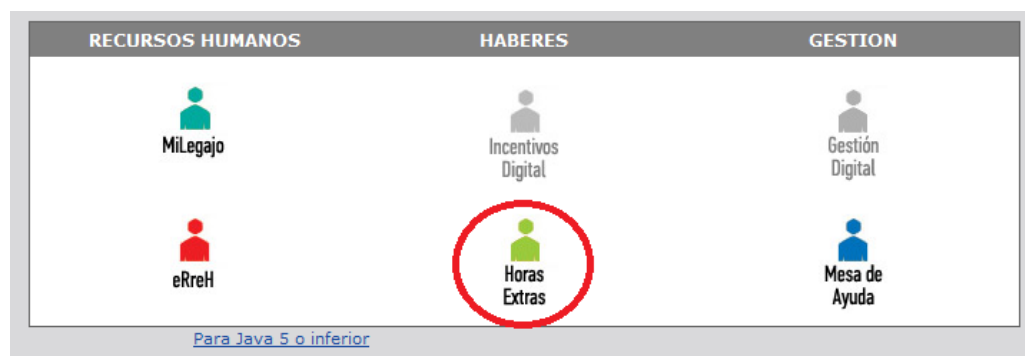 RECURSOS HUMANOS
HABERES
GESTION
MiLegajo
Incentivos
Digital
Gestión
Digital
eRreH
Horas
Extras
Mesa de
Ayuda
Para Java 5 o inferior